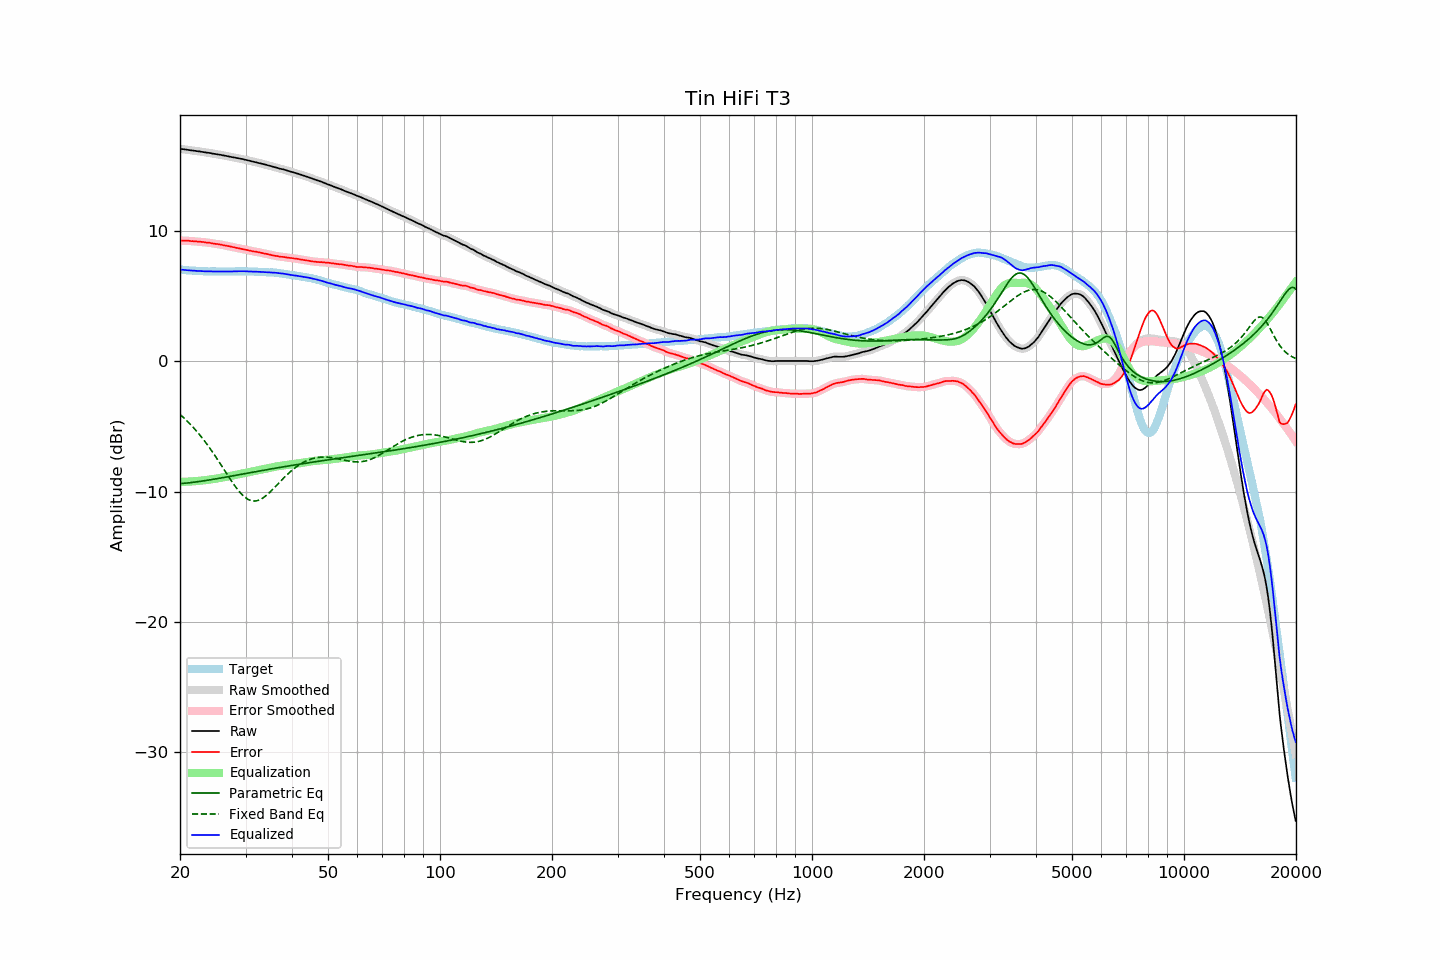 Tin HiFi T3
10
0
−10
−20
−30
Amplitude (dBr)
Target
Raw Smoothed
Error Smoothed
Raw
Error
Equalization
Parametric Eq
Fixed Band Eq
Equalized
20 50 100 200 500 1000 2000 5000 10000 20000
Frequency (Hz)